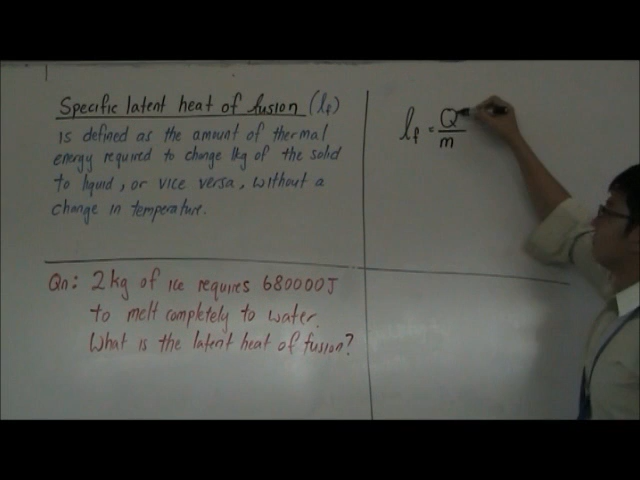 Specific latent heat of fusion (lf)
is defined as the amount of thermal
energy required to change 1kg of the solid
to liquid, or vice versa, without a
change in temperature.
lf = Q/m
Qn: 2kg of ice requires 680000J
to melt completely to water.
What is the latent heat of fusion?